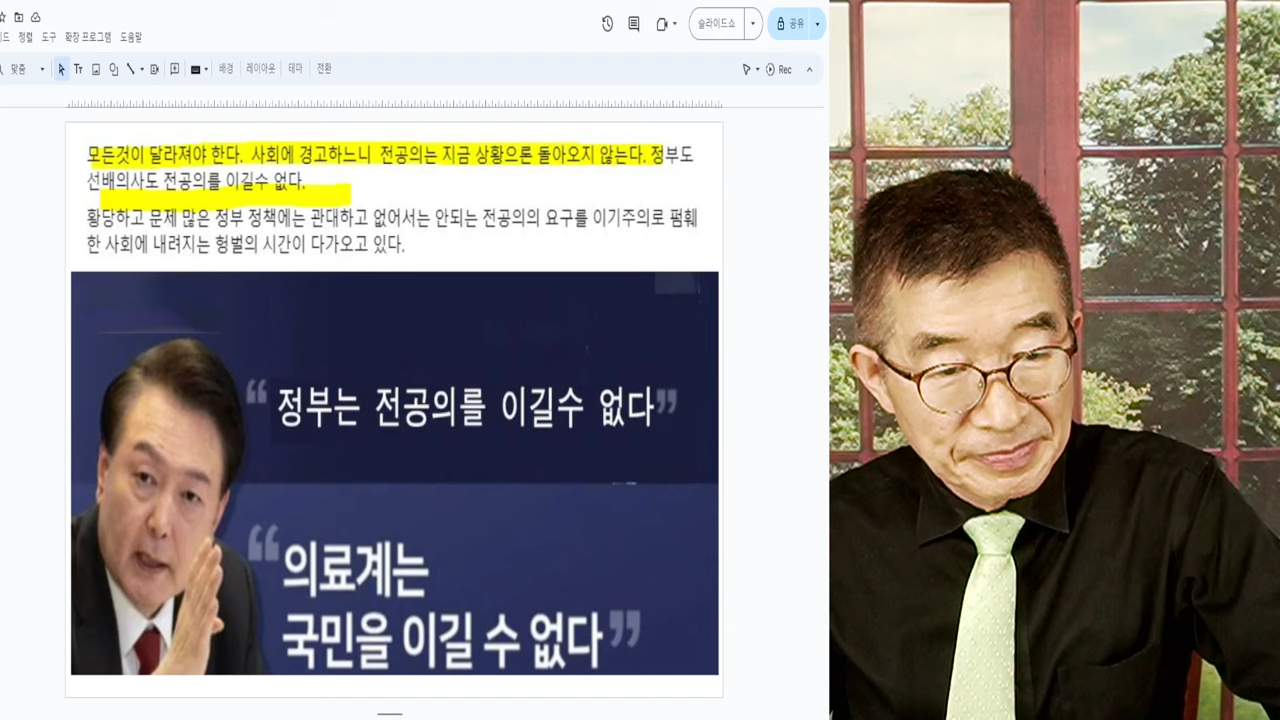 슬라이드쇼
공유
정렬 도구 확장 프로그램 도움말
맞춤
배경 레이아웃 테마 전환
Rec
모든것이 달라져야 한다. 사회에 경고하느니 전공의는 지금 상황으론 돌아오지 않는다. 정부도
선배의사도 전공의를 이길수 없다.
황당하고 문제 많은 정부 정책에는 관대하고 없어서는 안되는 전공의의 요구를 이기주의로 폄훼
한 사회에 내려지는 헝벌의 시간이 다가오고 있다.
“정부는 전공의를 이길수 없다”
“의료계는
국민을 이길 수 없다”